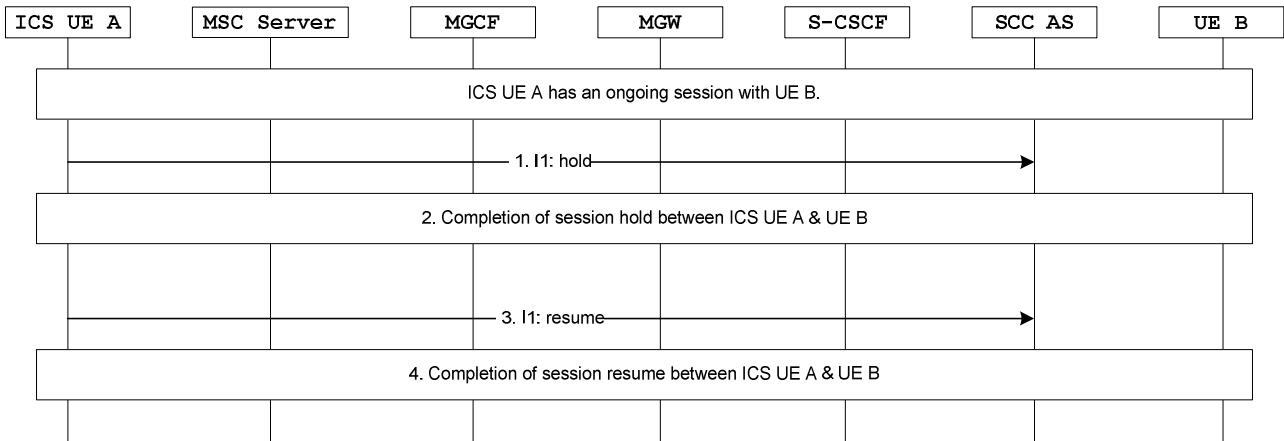 ICS UE A
MSC Server
MGCF
MGW
S-CSCF
SCC AS
UE B
ICS UE A has an ongoing session with UE B.
1. I1: hold
2. Completion of session hold between ICS UE A & UE B
3. I1: resume
4. Completion of session resume between ICS UE A & UE B